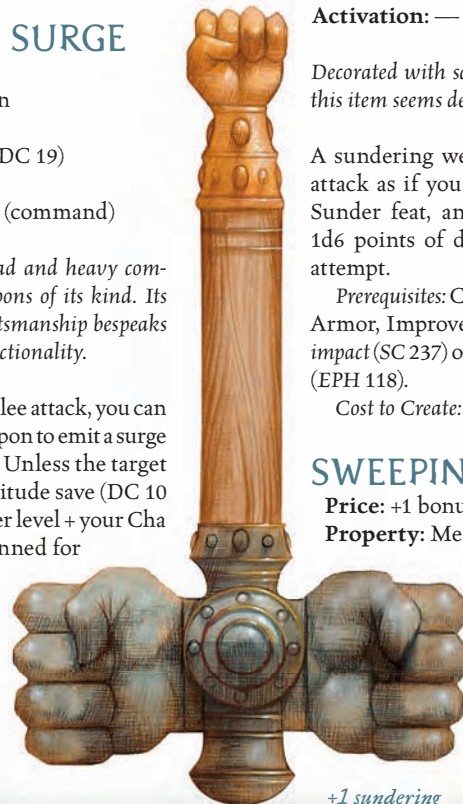 SURGE
n
DC 19)
(command)
ad and heavy com-
pons of its kind. Its
tsmanship bespeaks
ctionality.
lee attack, you can
pon to emit a surge
Unless the target
itude save (DC 10
er level + your Cha
nned for
Activation: —
Decorated with sc
this item seems de
A sundering we
attack as if you
Sunder feat, an
1d6 points of d
attempt.
Prerequisites: C
Armor, Improve
impact (SC 237) o
(EPH 118).
Cost to Create:
SWEEPIN
Price: +1 bonu
Property: Me
+1 sundering